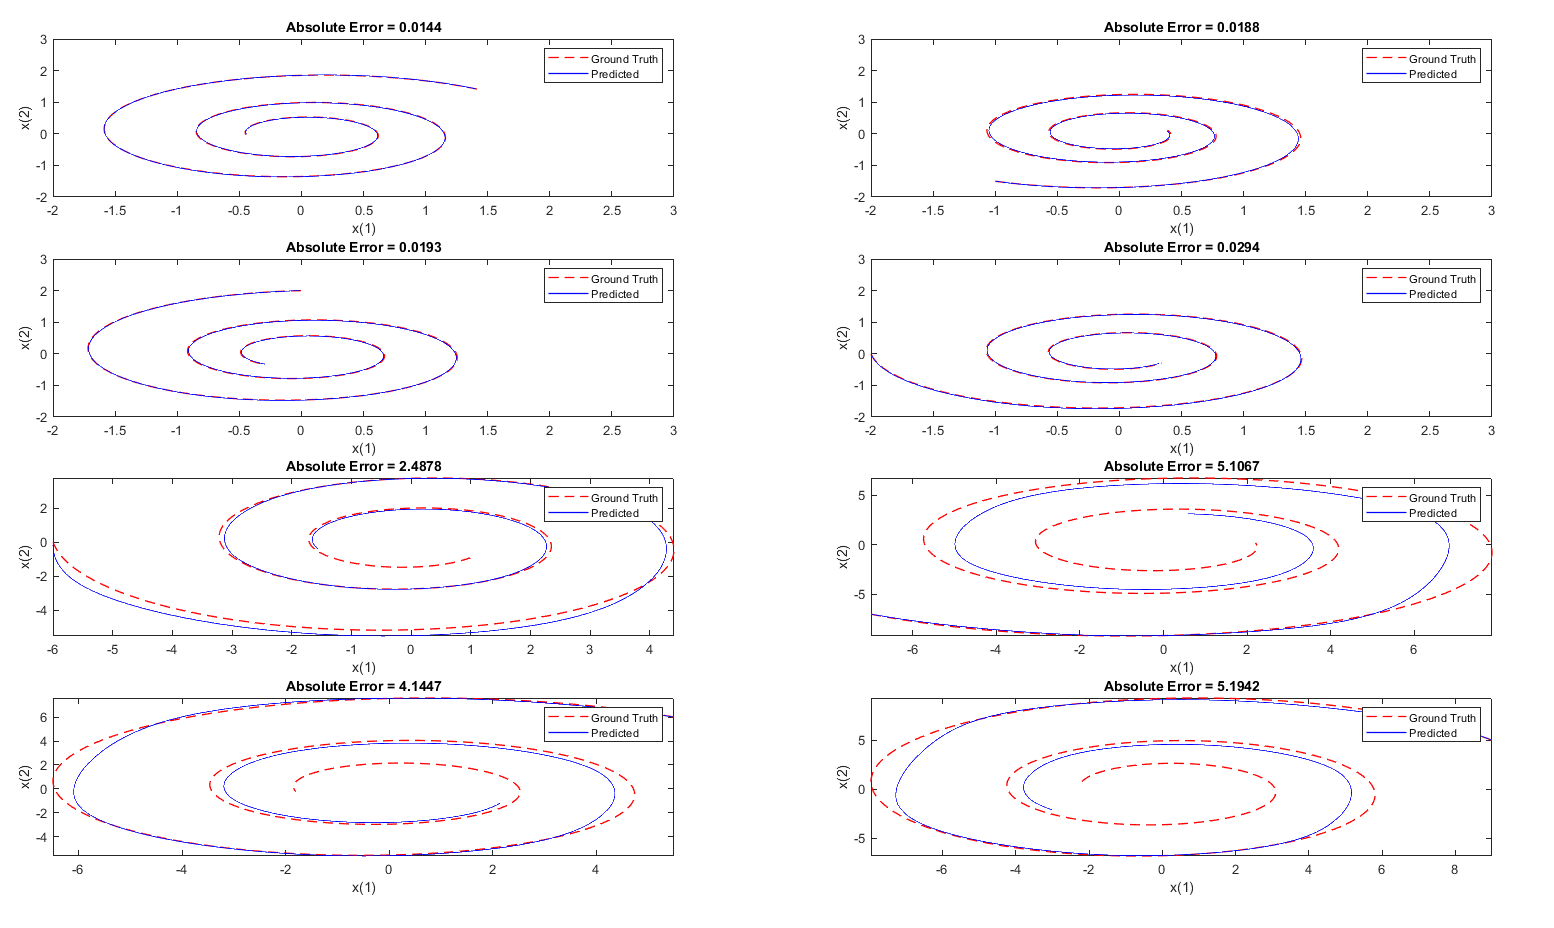 Absolute Error = 0.0144
3
2
1
0
-1
-2
x(2)
Ground Truth
Predicted
-2 -1.5 -1 -0.5 0 0.5 1 1.5 2 2.5 3
x(1)
Absolute Error = 0.0188
3
2
1
0
-1
-2
x(2)
Ground Truth
Predicted
-2 -1.5 -1 -0.5 0 0.5 1 1.5 2 2.5 3
x(1)
Absolute Error = 0.0193
3
2
1
0
-1
-2
x(2)
Ground Truth
Predicted
-2 -1.5 -1 -0.5 0 0.5 1 1.5 2 2.5 3
x(1)
Absolute Error = 0.0294
3
2
1
0
-1
-2
x(2)
Ground Truth
Predicted
-2 -1.5 -1 -0.5 0 0.5 1 1.5 2 2.5 3
x(1)
Absolute Error = 2.4878
2
0
-2
-4
x(2)
Ground Truth
Predicted
-6 -5 -4 -3 -2 -1 0 1 2 3 4
x(1)
Absolute Error = 5.1067
5
0
-5
x(2)
Ground Truth
Predicted
-6 -4 -2 0 2 4 6
x(1)
Absolute Error = 4.1447
6
4
2
0
-2
-4
x(2)
Ground Truth
Predicted
-6 -4 -2 0 2 4
x(1)
Absolute Error = 5.1942
5
0
-5
x(2)
Ground Truth
Predicted
-6 -4 -2 0 2 4 6 8
x(1)